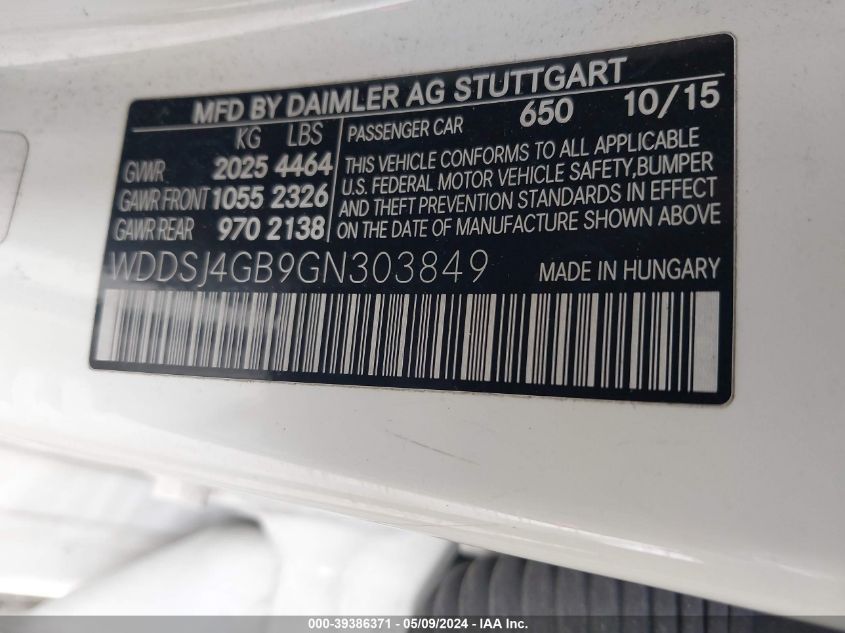 MFD BY DAIMLER AG STUTTGART
KG LBS
GVWR 2025 4464
GAWR FRONT 1055 2326
GAWR REAR 970 2138
PASSENGER CAR 650 10/15
THIS VEHICLE CONFORMS TO ALL APPLICABLE
U.S. FEDERAL MOTOR VEHICLE SAFETY,BUMPER
AND THEFT PREVENTION STANDARDS IN EFFECT
ON THE DATE OF MANUFACTURE SHOWN ABOVE
WDDSJ4GB9GN303849 MADE IN HUNGARY
000-39386371 - 05/09/2024 - IAA Inc.